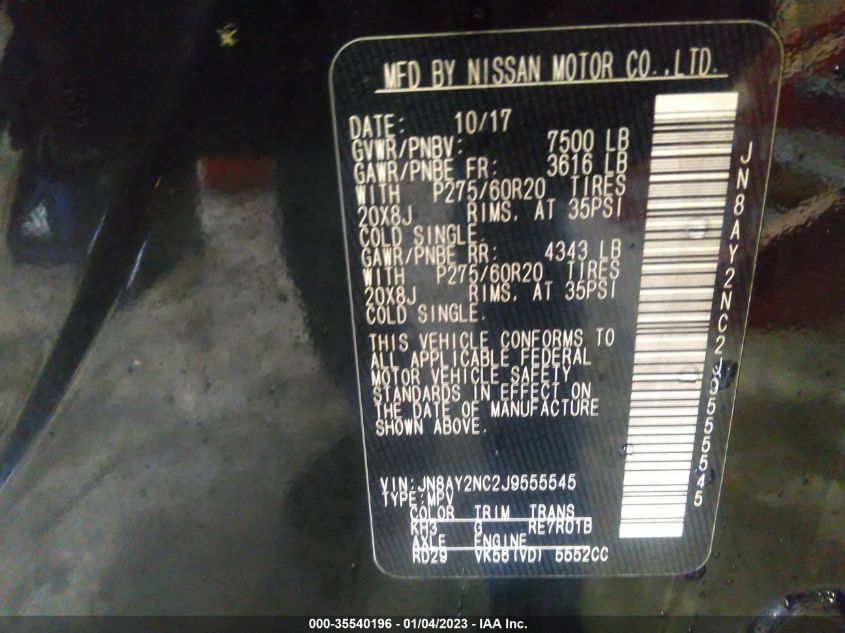 MFD BY NISSAN MOTOR CO.,LTD.
DATE: 10/17
GVWR/PNBV: 7500 LB
GAWR/PNBE FR: 3616 LB
WITH P275/60R20 TIRES
20X8J RIMS. AT 35PSI
COLD SINGLE.
GAWR/PNBE RR: 4343 LB
WITH P275/60R20 TIRES
20X8J RIMS. AT 35PSI
COLD SINGLE.
THIS VEHICLE CONFORMS TO
ALL APPLICABLE FEDERAL
MOTOR VEHICLE SAFETY
STANDARDS IN EFFECT ON
THE DATE OF MANUFACTURE
SHOWN ABOVE.
VIN:JN8AY2NC2J9555545
TYPE:MPV
COLOR TRIM TRANS
KH3 G RE7R01B
AXLE ENGINE
RD29 VK56(VD) 5552CC
JN8AY2NC2J9555545
000-35540196 - 01/04/2023 - IAA Inc.